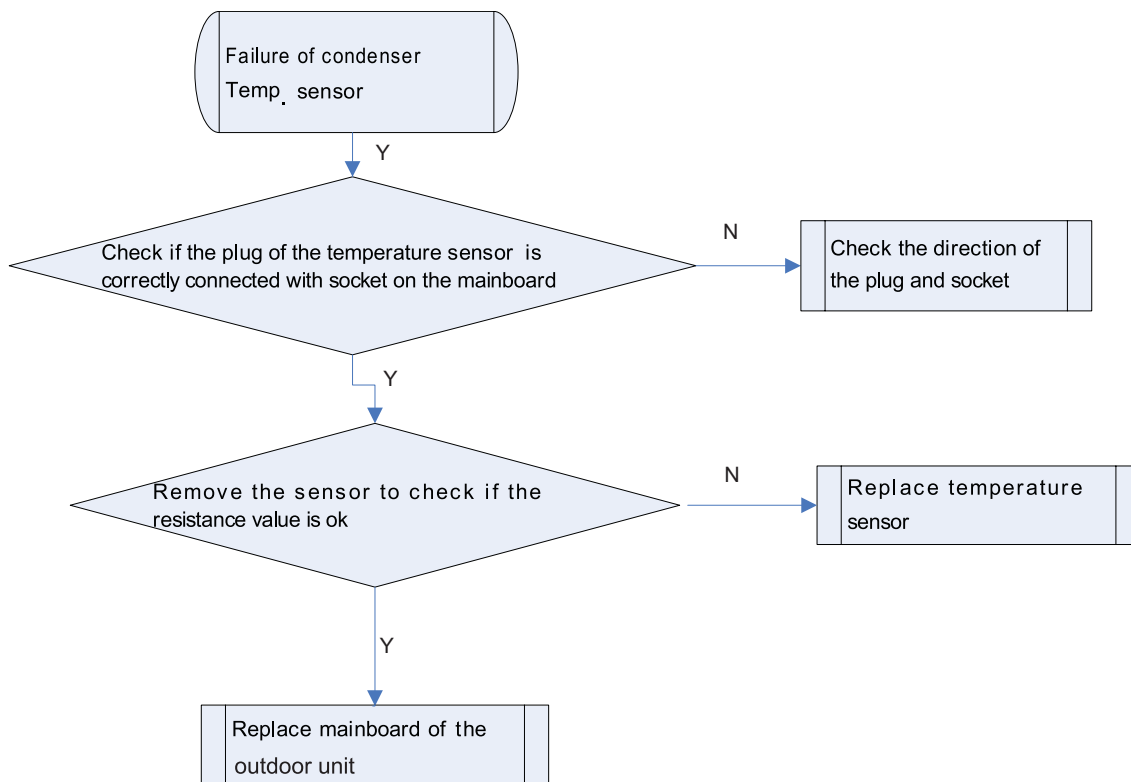 Failure of condenser
Temp. sensor
Y
Check if the plug of the temperature sensor is
correctly connected with socket on the mainboard
N
Check the direction of
the plug and socket
Y
Remove the sensor to check if the
resistance value is ok
N
Replace temperature
sensor
Y
Replace mainboard of the
outdoor unit